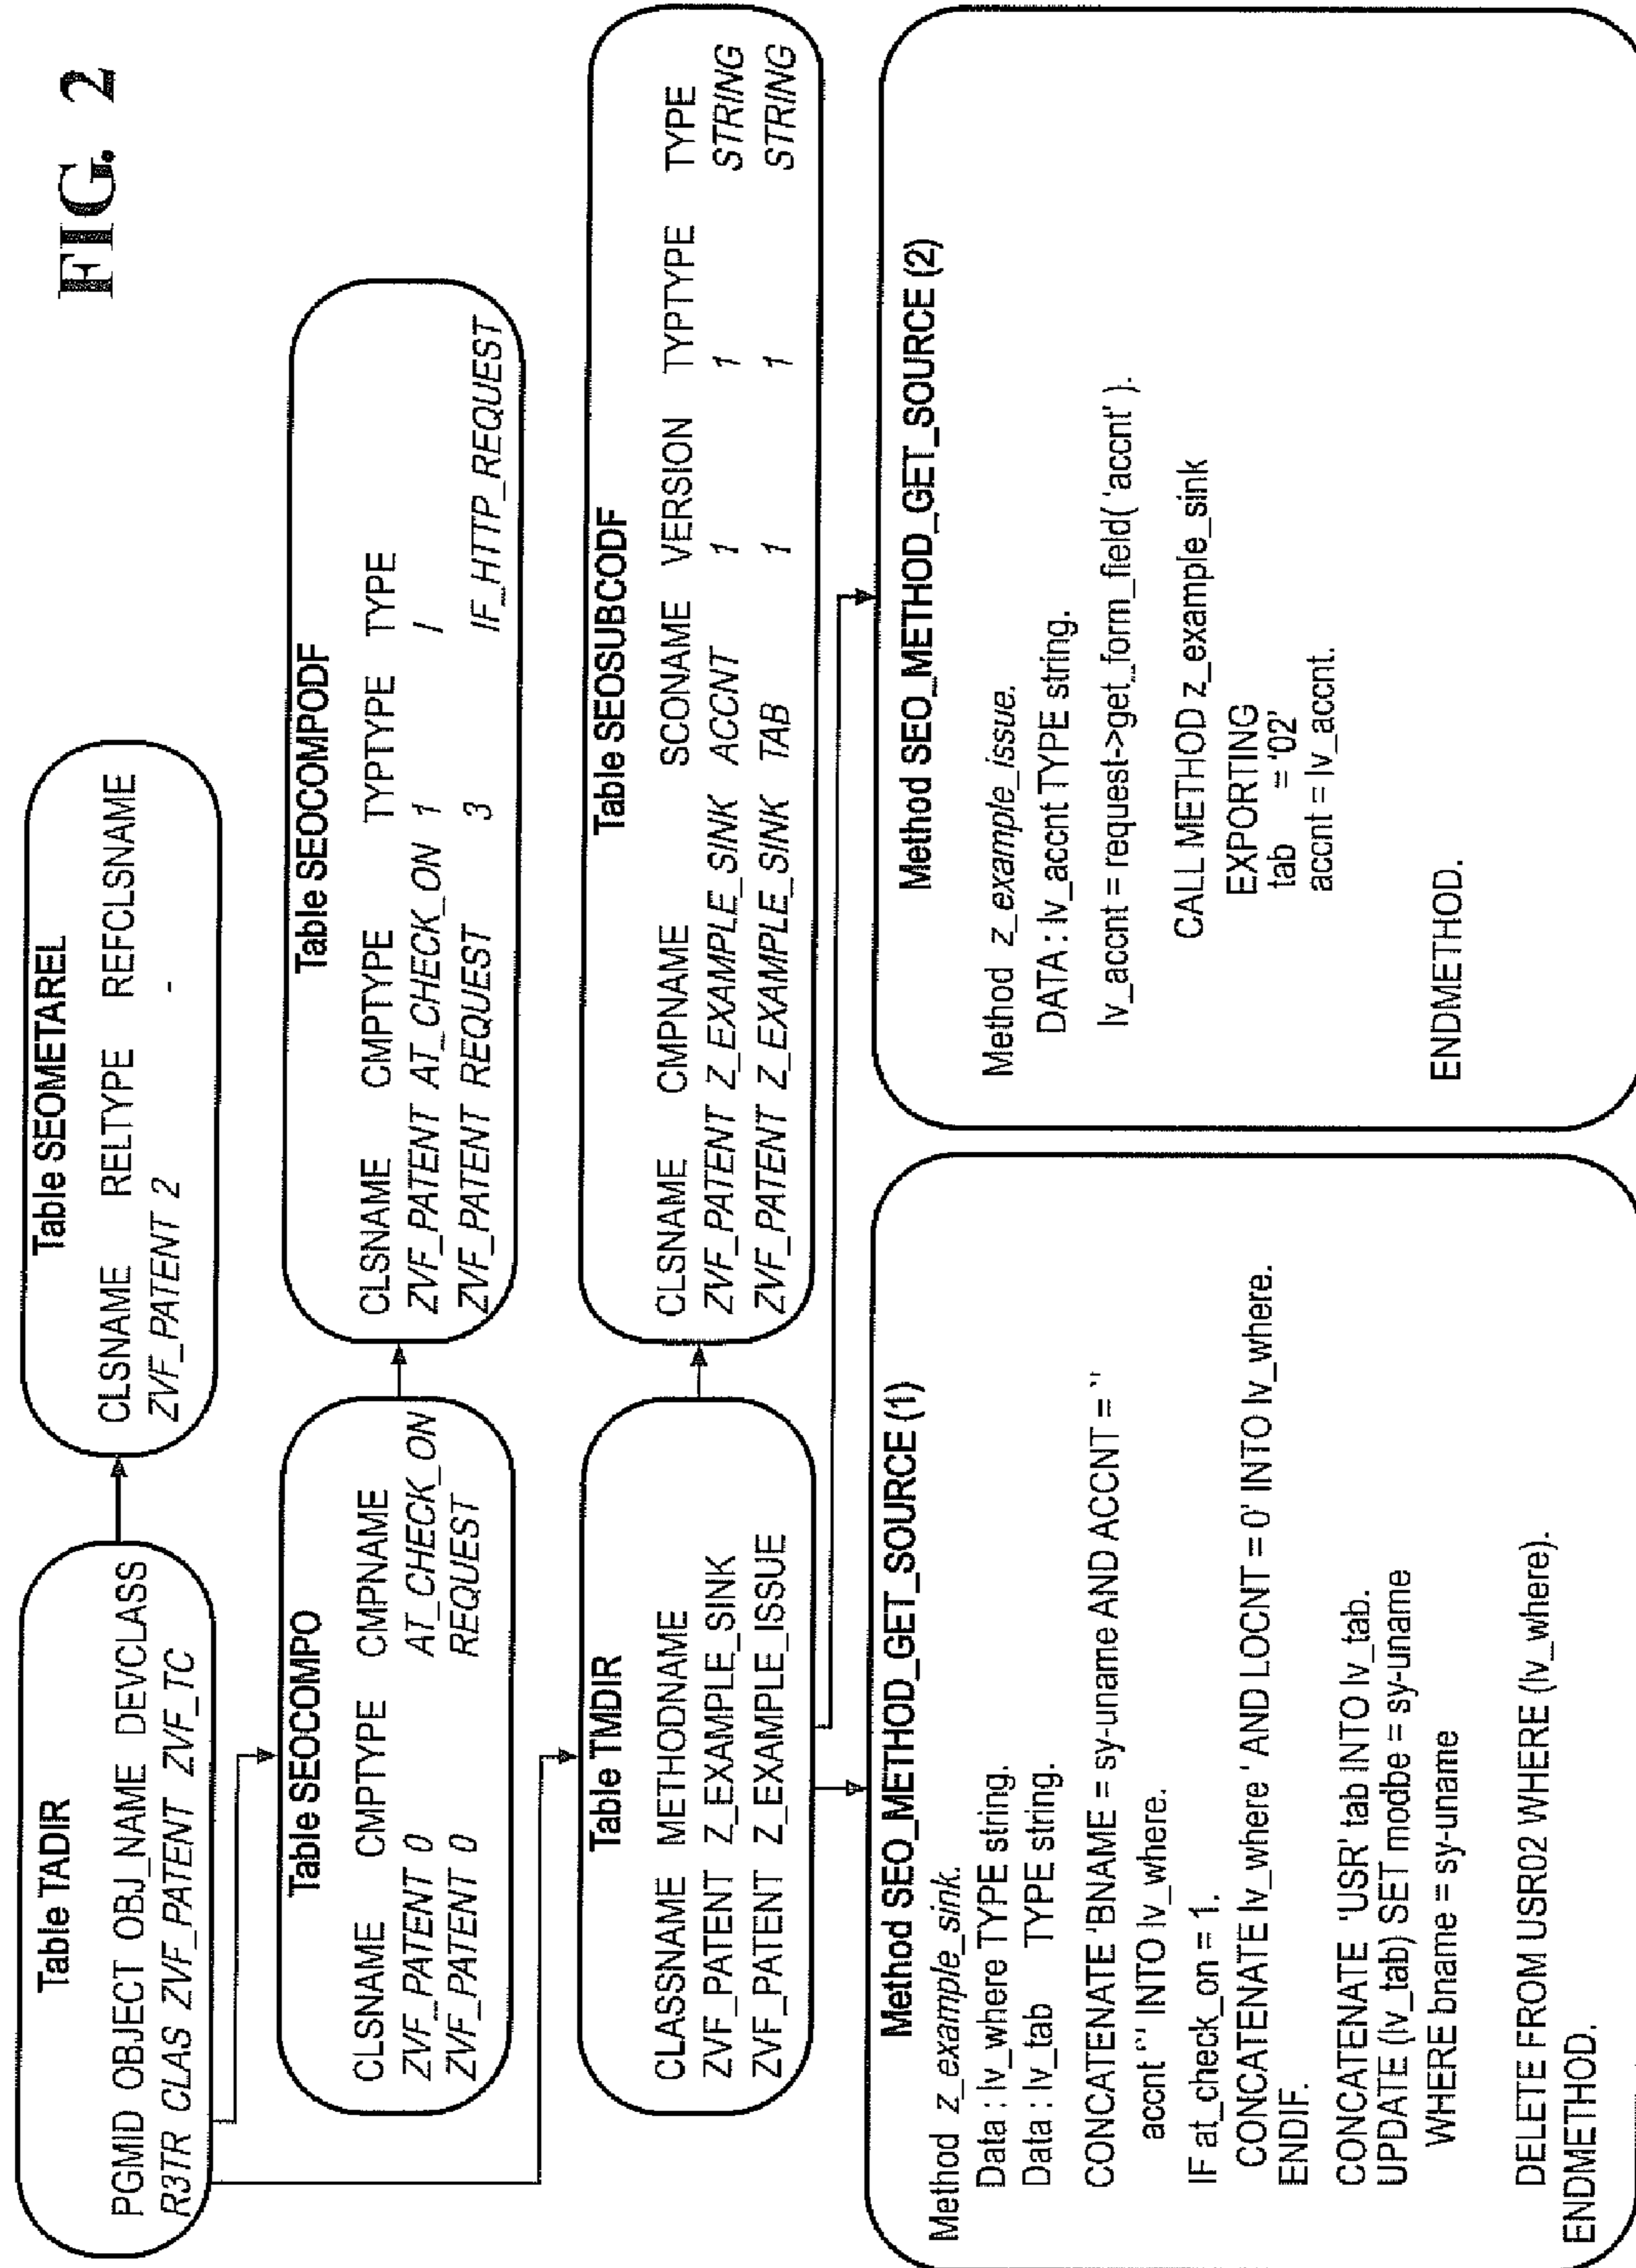 FIG. 2
Table TADIR
PGMID OBJECT OBJ_NAME DEVCLASS
R3TR CLAS ZVF_PATENT ZVF_TC
Table SEOMETAREL
CLSNAME RELTYPE REFCLSNAME
ZVF_PATENT 2 -
Table SEOCOMPO
CLSNAME CMPTYPE CMPNAME
ZVF_PATENT 0 AT_CHECK_ON
ZVF_PATENT 0 REQUEST
Table SEOCOMPODF
CLSNAME CMPTYPE TYPTYPE TYPE
ZVF_PATENT AT_CHECK_ON 1 I
ZVF_PATENT REQUEST 3 IF_HTTP_REQUEST
Table TMDIR
CLASSNAME METHODNAME
ZVF_PATENT Z_EXAMPLE_SINK
ZVF_PATENT Z_EXAMPLE_ISSUE
Table SEOSUBCODF
CLSNAME CMPNAME SCONAME VERSION TYPTYPE TYPE
ZVF_PATENT Z_EXAMPLE_SINK ACCNT 1 1 STRING
ZVF_PATENT Z_EXAMPLE_SINK TAB 1 1 STRING
Method SEO_METHOD_GET_SOURCE (1)
Method z_example_sink.
Data : lv_where TYPE string.
Data : lv_tab TYPE string.
CONCATENATE 'BNAME = sy-uname AND ACCNT = ''
accnt '''' INTO lv_where.
IF at_check_on = 1.
CONCATENATE lv_where ' AND LOCNT = 0' INTO lv_where.
ENDIF.
CONCATENATE 'USR' tab INTO lv_tab.
UPDATE (lv_tab) SET modbe = sy-uname
WHERE bname = sy-uname
DELETE FROM USR02 WHERE (lv_where).
ENDMETHOD.
Method SEO_METHOD_GET_SOURCE (2)
Method z_example_issue.
DATA : lv_accnt TYPE string.
lv_accnt = request->get_form_field( 'accnt' ).
CALL METHOD z_example_sink
EXPORTING
tab = '02'
accnt = lv_accnt.
ENDMETHOD.